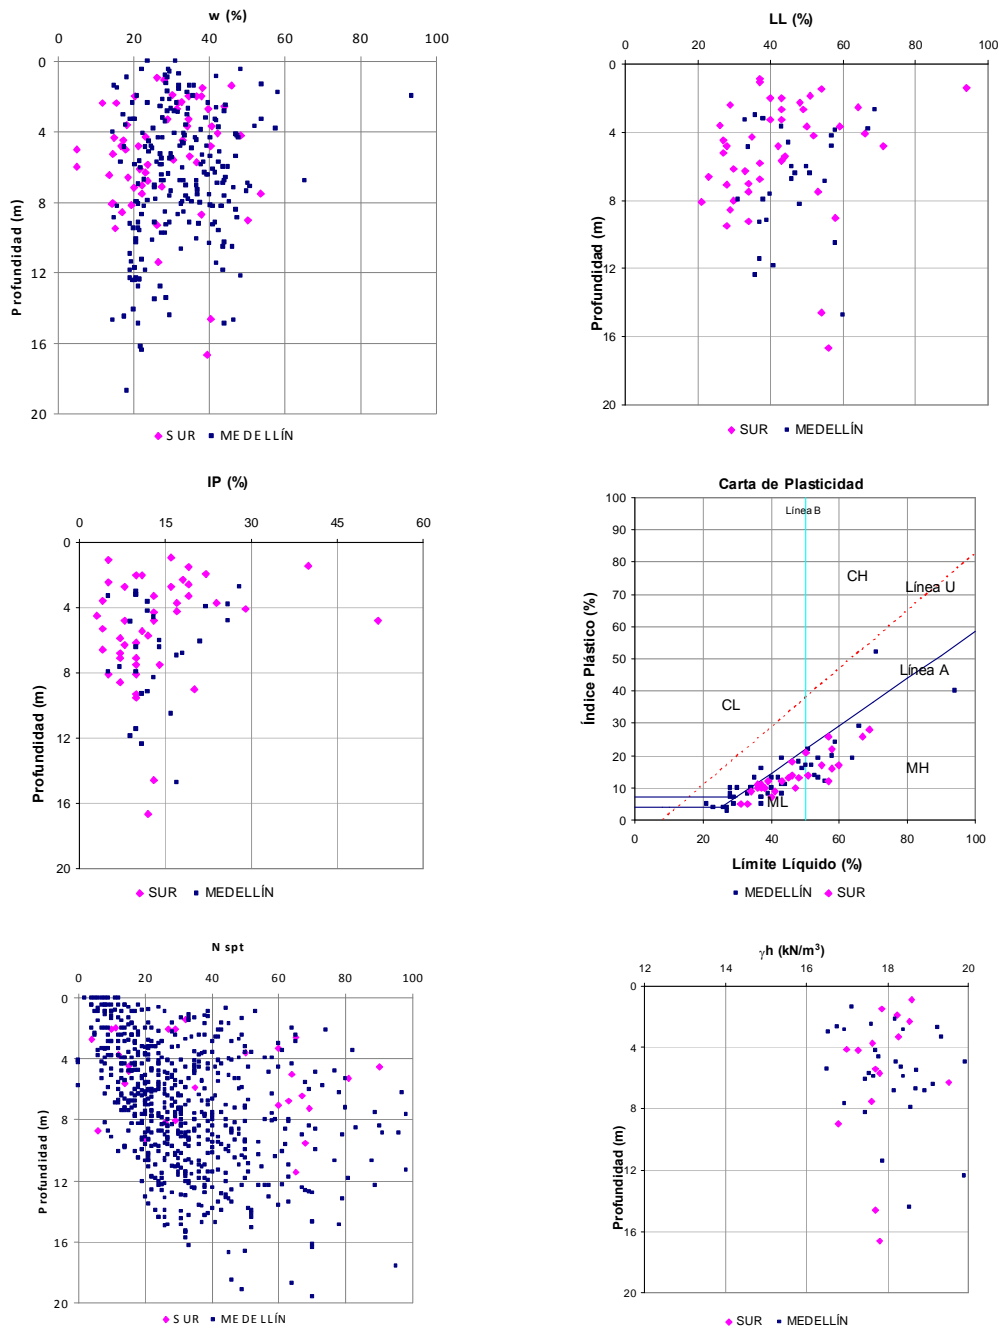 w (%)
0 20 40 60 80 100
0
4
8
12
16
20
Profundidad (m)
SUR MEDELLÍN
LL (%)
0 20 40 60 80 100
0
4
8
12
16
20
Profundidad (m)
SUR MEDELLÍN
IP (%)
0 15 30 45 60
0
4
8
12
16
20
Profundidad (m)
SUR MEDELLÍN
Carta de Plasticidad
100
90
80
70
60
50
40
30
20
10
0
Índice Plástico (%)
Línea B
CH
Línea U
Línea A
CL
MH
ML
0 20 40 60 80 100
Límite Líquido (%)
MEDELLÍN SUR
N spt
0 20 40 60 80 100
0
4
8
12
16
20
Profundidad (m)
SUR MEDELLÍN
γh (kN/m³)
12 14 16 18 20
0
4
8
12
16
20
Profundidad (m)
SUR MEDELLÍN